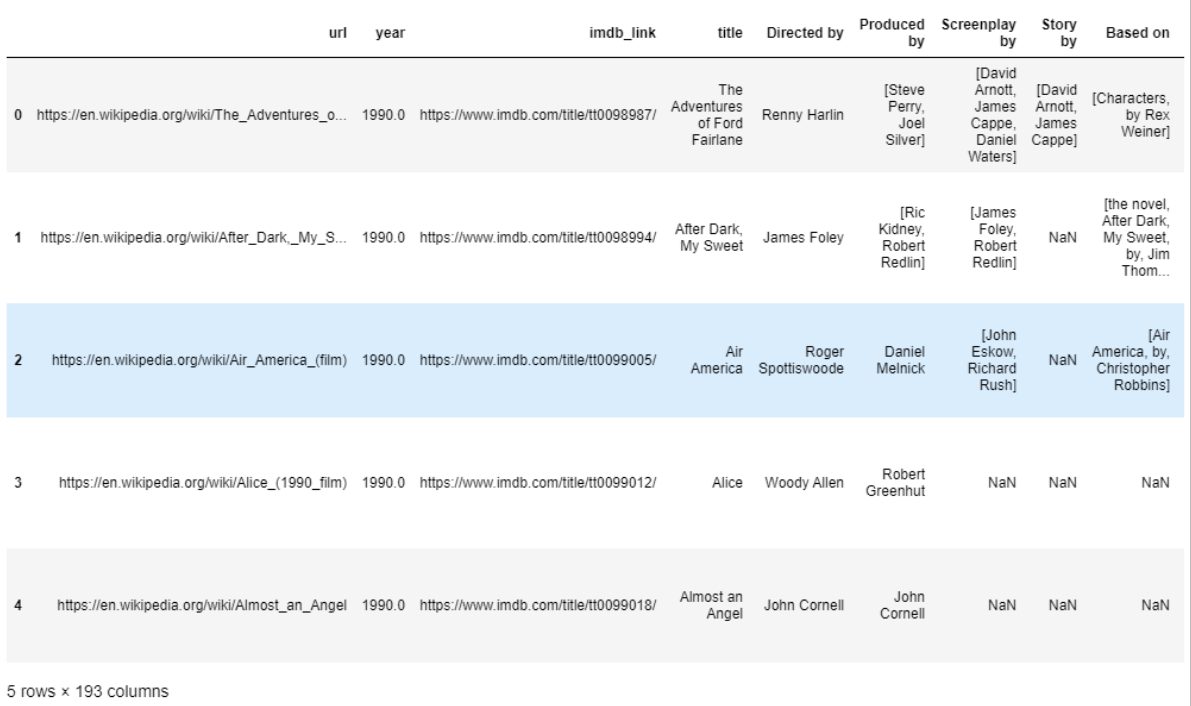 url year imdb_link title Directed by Produced by Screenplay by Story by Based on
0 https://en.wikipedia.org/wiki/The_Adventures_o... 1990.0 https://www.imdb.com/title/tt0098987/ The Adventures of Ford Fairlane Renny Harlin [Steve Perry, Joel Silver] [David Arnott, James Cappe, Daniel Waters] [David Arnott, James Cappe] [Characters, by Rex Weiner]
1 https://en.wikipedia.org/wiki/After_Dark,_My_S... 1990.0 https://www.imdb.com/title/tt0098994/ After Dark, My Sweet James Foley [Ric Kidney, Robert Redlin] [James Foley, Robert Redlin] NaN [the novel, After Dark, My Sweet, by, Jim Thom...
2 https://en.wikipedia.org/wiki/Air_America_(film) 1990.0 https://www.imdb.com/title/tt0099005/ Air America Roger Spottiswoode Daniel Melnick [John Eskow, Richard Rush] NaN [Air America, by, Christopher Robbins]
3 https://en.wikipedia.org/wiki/Alice_(1990_film) 1990.0 https://www.imdb.com/title/tt0099012/ Alice Woody Allen Robert Greenhut NaN NaN NaN
4 https://en.wikipedia.org/wiki/Almost_an_Angel 1990.0 https://www.imdb.com/title/tt0099018/ Almost an Angel John Cornell John Cornell NaN NaN NaN
5 rows × 193 columns